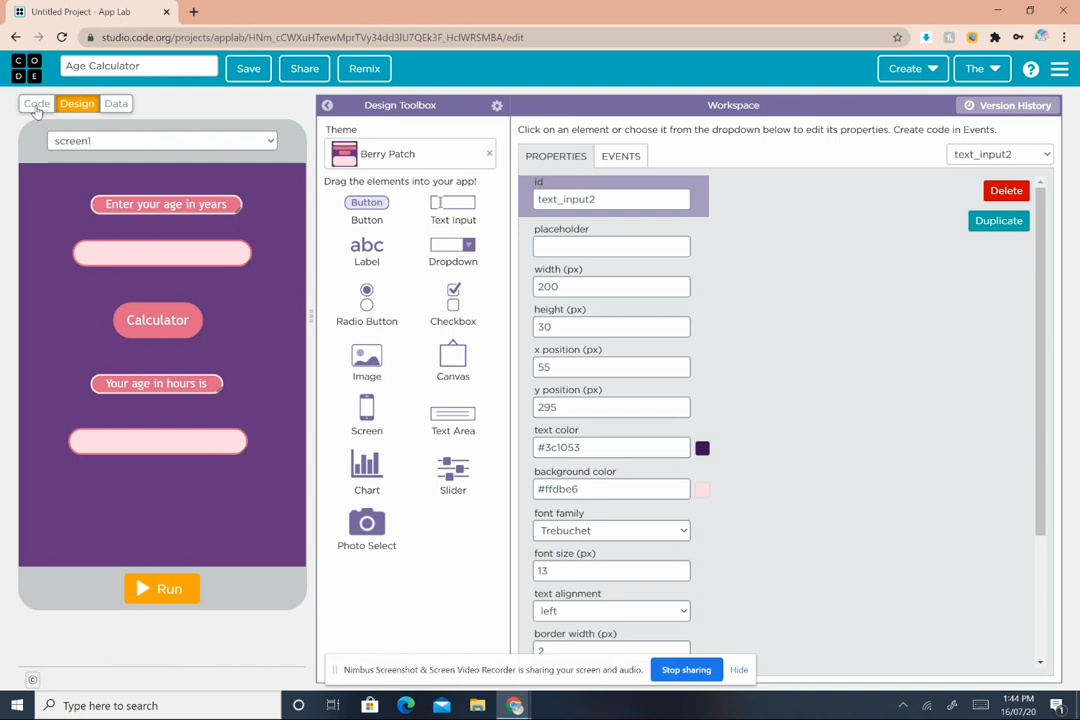 Untitled Project - App Lab
studio.code.org/projects/applab/HNm_cCWXuHTxewMprTVy34dd3IU7QEk3F_HclWRSMBA/edit
C O
D E
Age Calculator
Save
Share
Remix
Create
The
?
Code
Design
Data
Design Toolbox
Workspace
Version History
screen1
Theme
Berry Patch
Drag the elements into your app!
Button
Button
Text Input
abc
Label
Dropdown
Radio Button
Checkbox
Image
Canvas
Screen
Text Area
Chart
Slider
Photo Select
Click on an element or choose it from the dropdown below to edit its properties. Create code in Events.
PROPERTIES
EVENTS
text_input2
id
text_input2
Delete
Duplicate
placeholder
width (px)
200
height (px)
30
x position (px)
55
y position (px)
295
text color
#3c1053
background color
#ffdbe6
font family
Trebuchet
font size (px)
13
text alignment
left
border width (px)
2
Enter your age in years
Calculator
Your age in hours is
Run
©
Nimbus Screenshot & Screen Video Recorder is sharing your screen and audio.
Stop sharing
Hide
Type here to search
1:44 PM
16/07/20
1